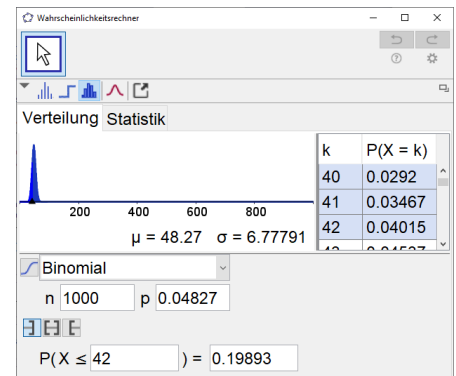 Wahrscheinlichkeitsrechner
Verteilung Statistik
k P(X = k)
40 0.0292
41 0.03467
42 0.04015
200 400 600 800
μ = 48.27 σ = 6.77791
Binomial
n 1000 p 0.04827
P( X ≤ 42 ) = 0.19893